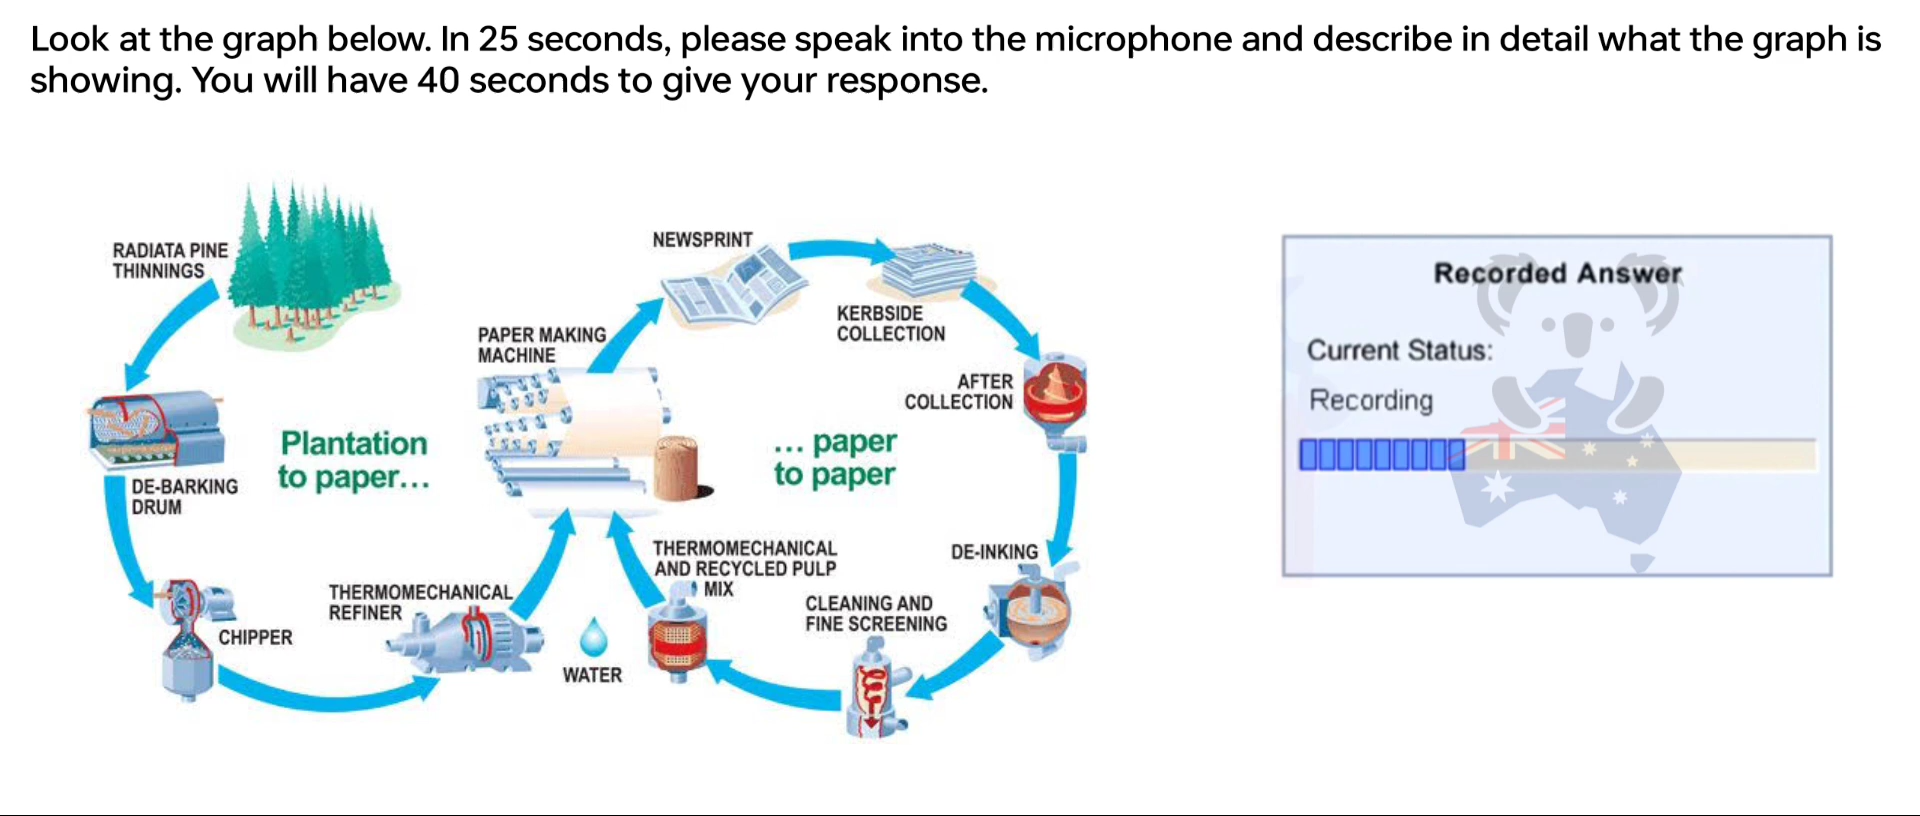 Look at the graph below. In 25 seconds, please speak into the microphone and describe in detail what the graph is
showing. You will have 40 seconds to give your response.
RADIATA PINE
THINNINGS
DE-BARKING
DRUM
CHIPPER
THERMOMECHANICAL
REFINER
Plantation
to paper...
PAPER MAKING
MACHINE
WATER
NEWSPRINT
KERBSIDE
COLLECTION
AFTER
COLLECTION
... paper
to paper
DE-INKING
CLEANING AND
FINE SCREENING
THERMOMECHANICAL
AND RECYCLED PULP
MIX
Recorded Answer
Current Status:
Recording